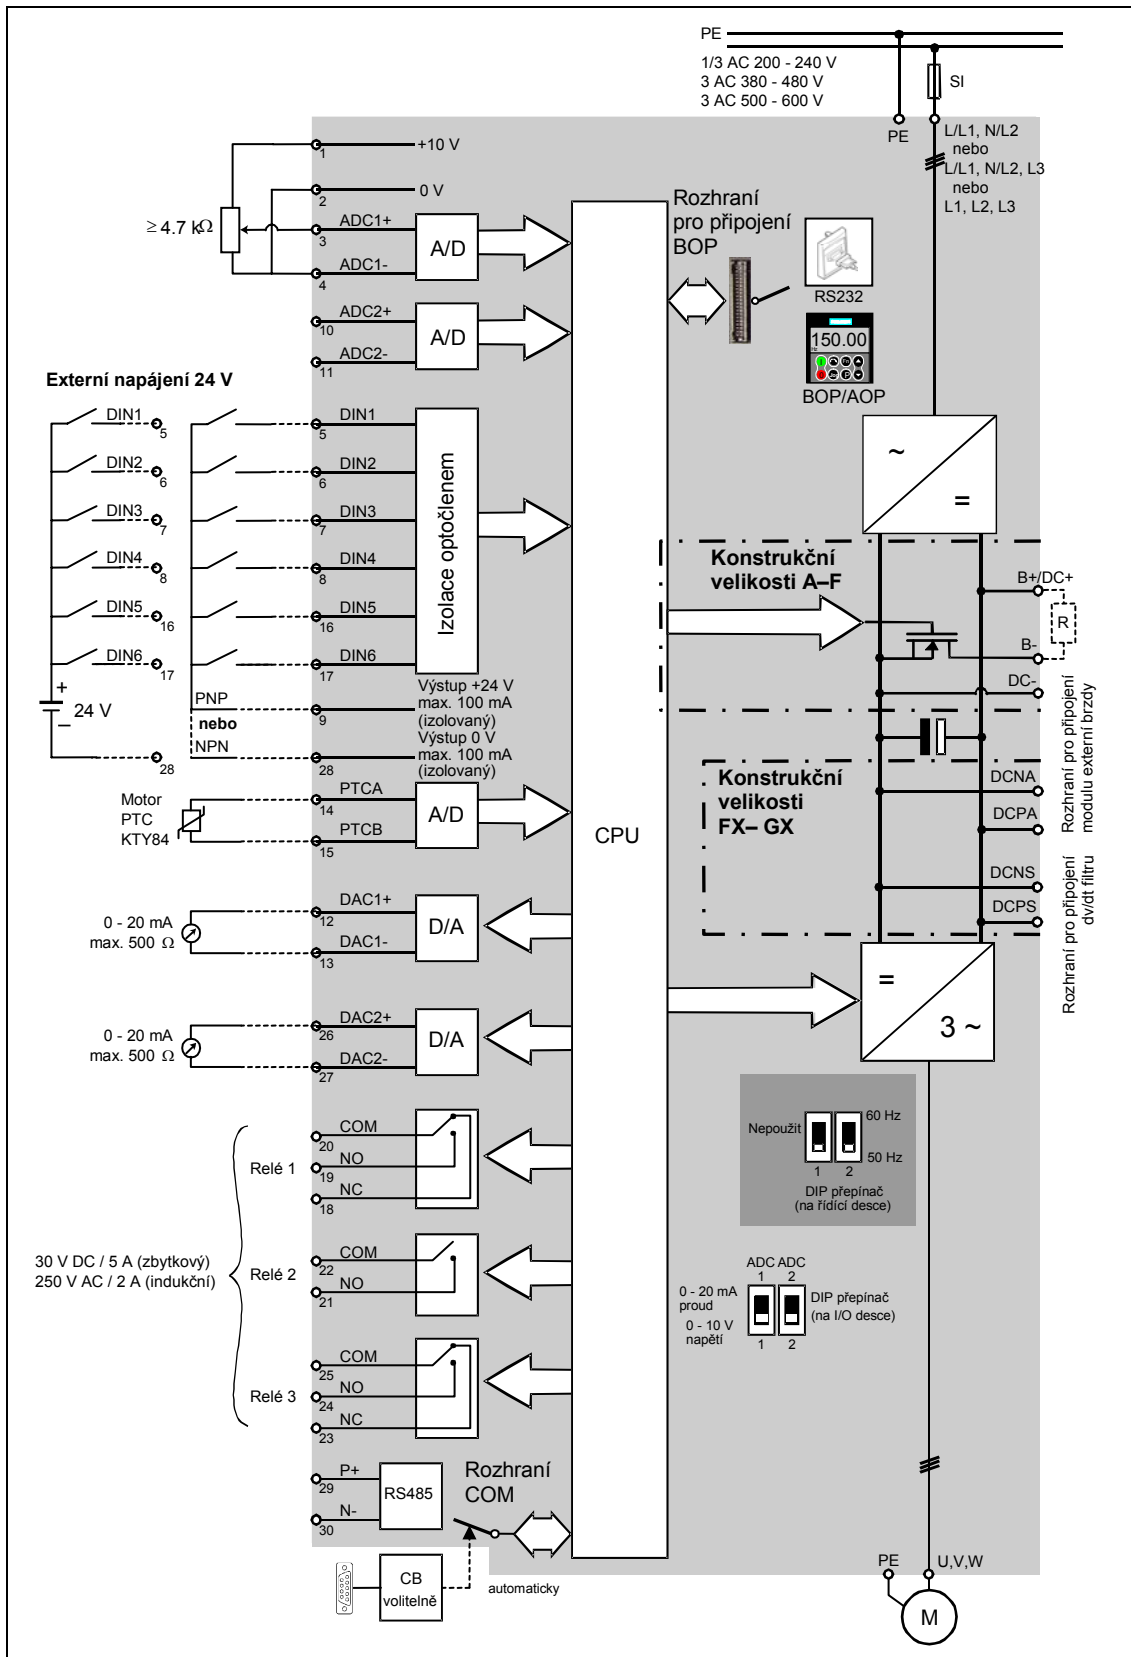 PE
1/3 AC 200 - 240 V
3 AC 380 - 480 V
3 AC 500 - 600 V
SI
PE
L/L1, N/L2
nebo
L/L1, N/L2, L3
nebo
L1, L2, L3
+10 V
1
0 V
2
≥ 4.7 kΩ
ADC1+
3
ADC1-
4
A/D
ADC2+
10
ADC2-
11
A/D
Rozhraní
pro připojení
BOP
RS232
150.00
Hz
Fn
Jog
P
BOP/AOP
Externí napájení 24 V
DIN1
5
DIN2
6
DIN3
7
DIN4
8
DIN5
16
DIN6
17
+
24 V
–
28
DIN1
5
DIN2
6
DIN3
7
DIN4
8
DIN5
16
DIN6
17
Izolace optočlenem
PNP
nebo
NPN
9
28
Výstup +24 V
max. 100 mA
(izolovaný)
Výstup 0 V
max. 100 mA
(izolovaný)
~
=
Konstrukční
velikosti A–F
B+/DC+
R
B-
DC-
Konstrukční
velikosti
FX– GX
DCNA
DCPA
DCNS
DCPS
Rozhraní pro připojení
modulu externí brzdy
Rozhraní pro připojení
dv/dt filtru
Motor
PTC
KTY84
PTCA
14
PTCB
15
A/D
CPU
0 - 20 mA
max. 500 Ω
DAC1+
12
DAC1-
13
D/A
0 - 20 mA
max. 500 Ω
DAC2+
26
DAC2-
27
D/A
=
3 ~
Nepoužit
60 Hz
50 Hz
1 2
DIP přepínač
(na řídící desce)
30 V DC / 5 A (zbytkový)
250 V AC / 2 A (indukční)
Relé 1
COM
20
NO
19
NC
18
Relé 2
COM
22
NO
21
Relé 3
COM
25
NO
24
NC
23
ADC ADC
1 2
0 - 20 mA
proud
0 - 10 V
napětí
DIP přepínač
(na I/O desce)
1 2
P+
29
N-
30
RS485
Rozhraní
COM
CB
volitelně
automaticky
PE
U,V,W
M